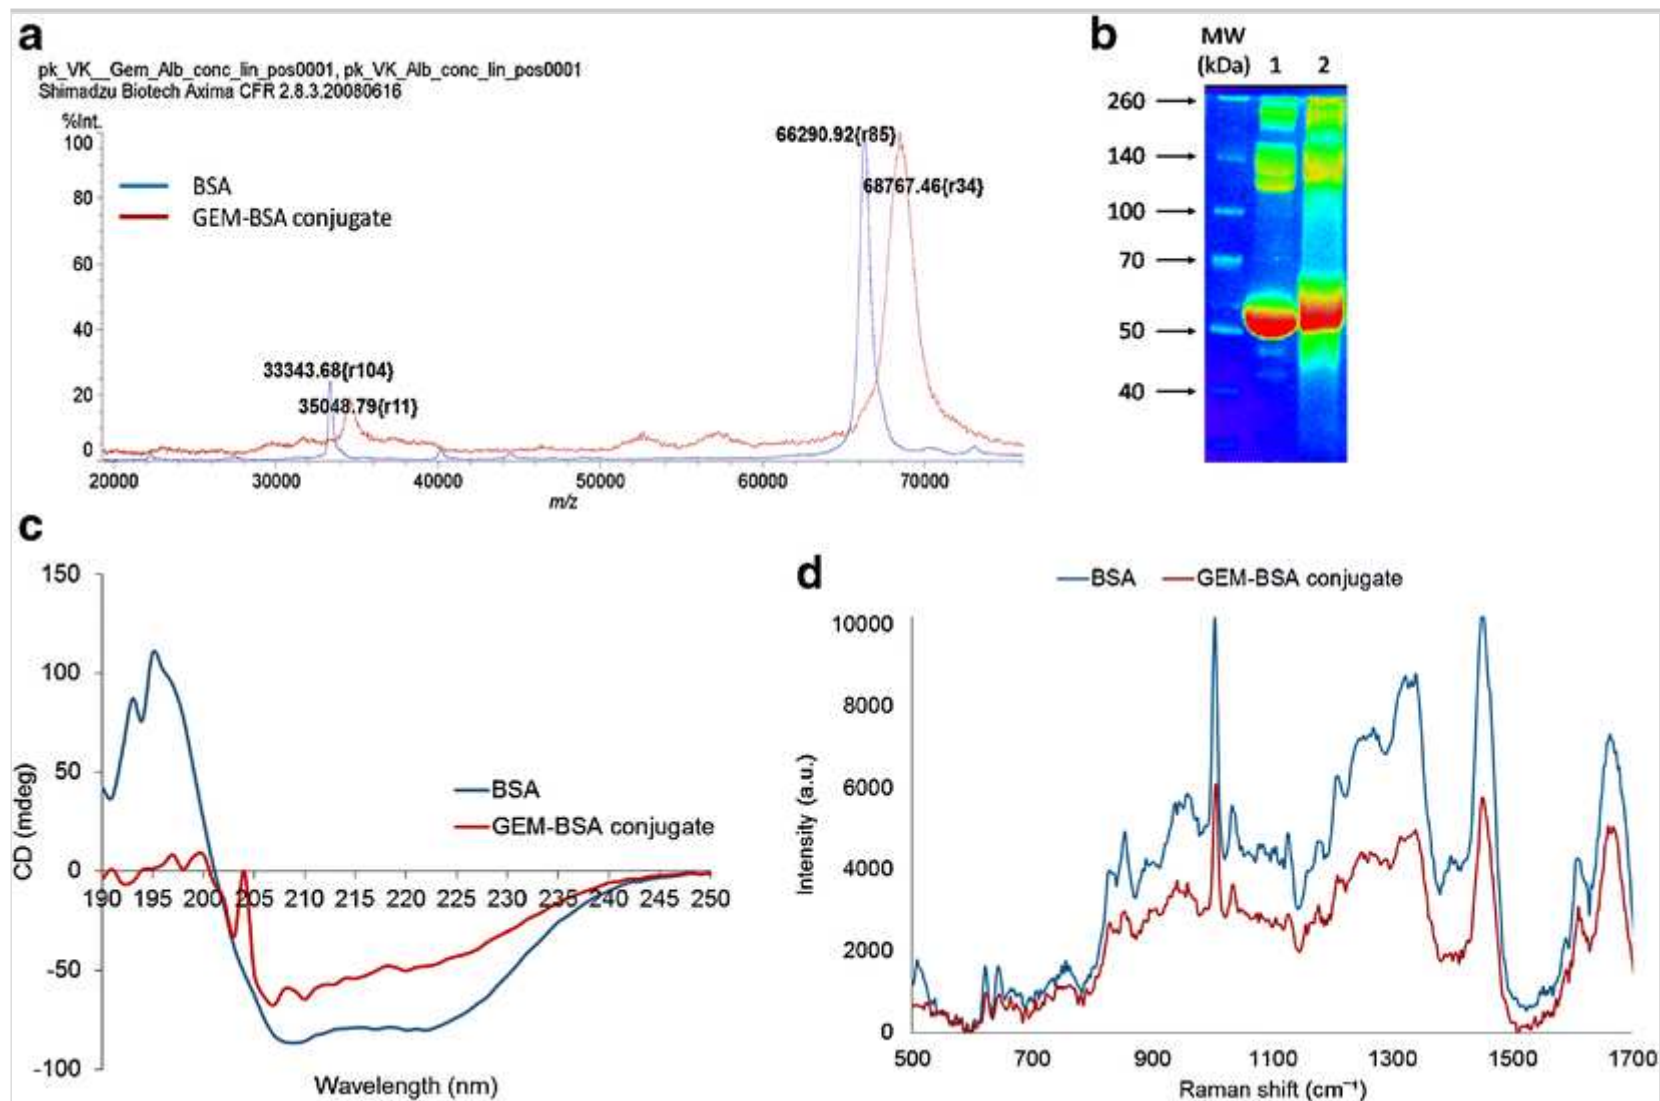 a
pk_VK__Gem_Alb_conc_lin_pos0001, pk_VK_Alb_conc_lin_pos0001
Shimadzu Biotech Axima CFR 2.8.3.20080616
%Int.
100
80
60
40
20
0
BSA
GEM-BSA conjugate
66290.92{r85}
68767.46{r34}
33343.68{r104}
35048.79{r11}
20000 30000 40000 50000 60000 70000
m/z
b
MW
(kDa) 1 2
260
140
100
70
50
40
c
150
100
50
0
-50
-100
CD (mdeg)
BSA
GEM-BSA conjugate
190 195 200 205 210 215 220 225 230 235 240 245 250
Wavelength (nm)
d
BSA GEM-BSA conjugate
10000
8000
6000
4000
2000
0
Intensity (a.u.)
500 700 900 1100 1300 1500 1700
Raman shift (cm⁻¹)